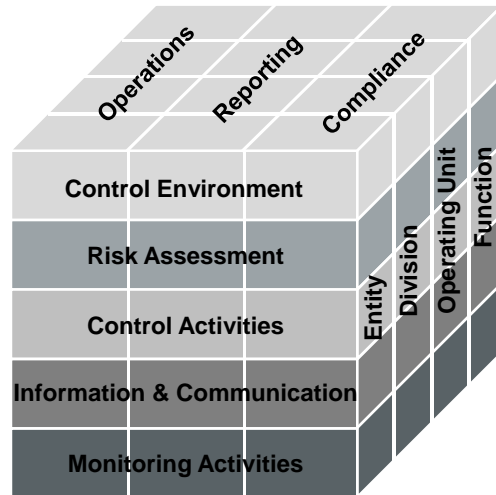 Operations
Reporting
Compliance
Control Environment
Risk Assessment
Control Activities
Information & Communication
Monitoring Activities
Entity
Division
Operating Unit
Function